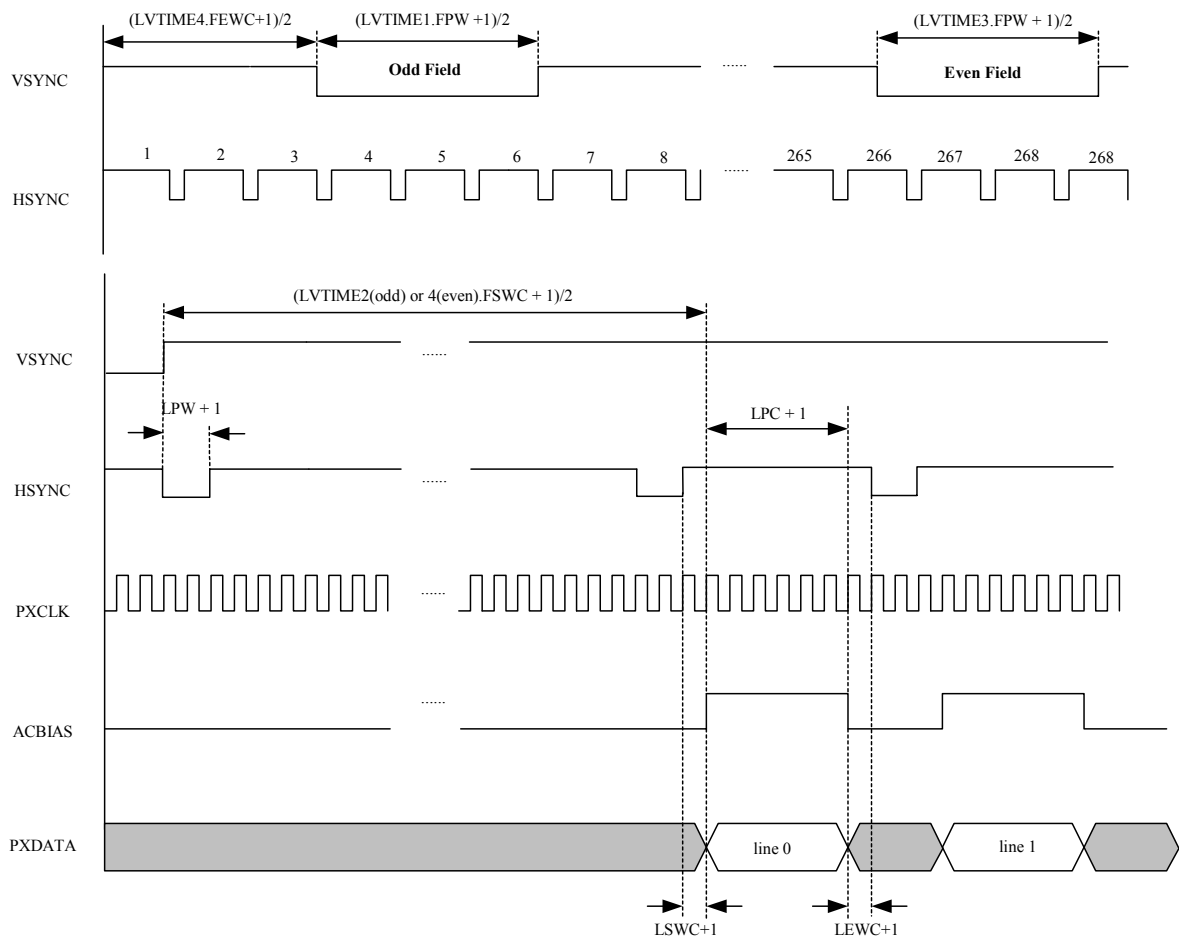 (LVTIME4.FEWC+1)/2 (LVTIME1.FPW +1)/2 (LVTIME3.FPW + 1)/2
VSYNC Odd Field ...... Even Field
1 2 3 4 5 6 7 8 265 266 267 268 268
HSYNC ......
(LVTIME2(odd) or 4(even).FSWC + 1)/2
VSYNC ......
LPW + 1 LPC + 1
HSYNC ......
PXCLK ......
ACBIAS ......
PXDATA line 0 line 1
LSWC+1 LEWC+1